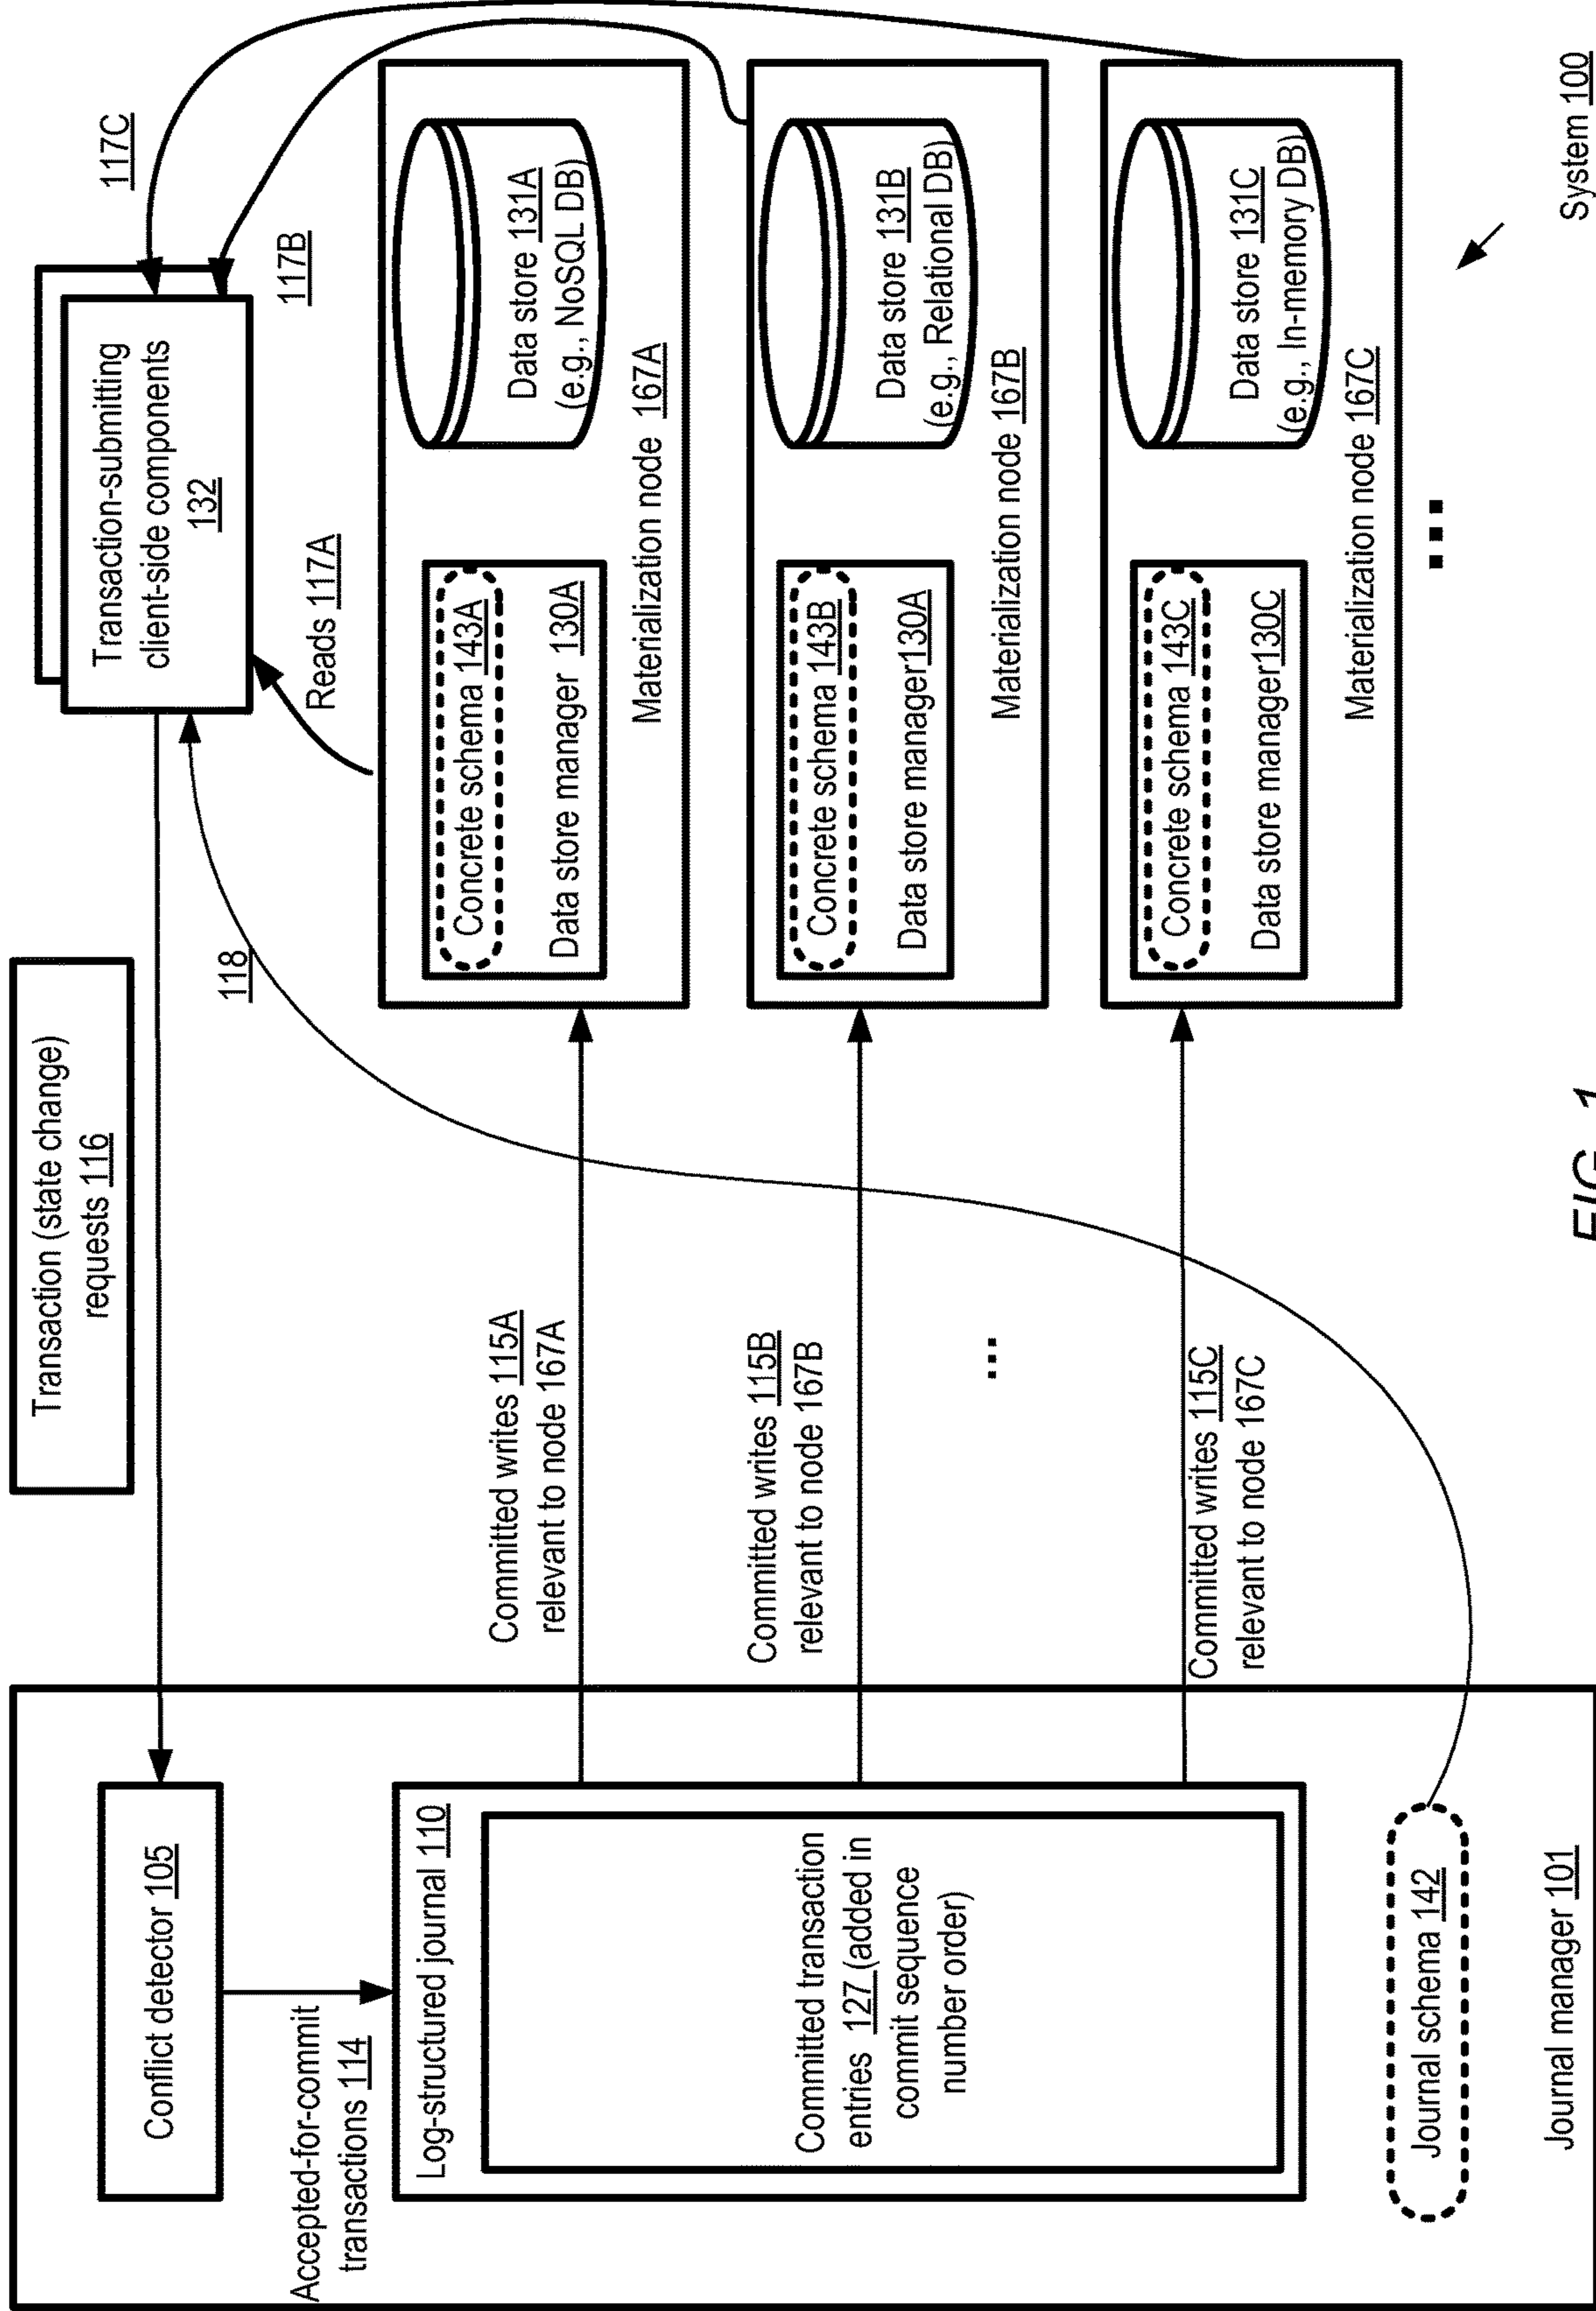 Transaction (state change)
requests 116
Transaction-submitting
client-side components
132
117C
117B
Reads 117A
118
Conflict detector 105
Accepted-for-commit
transactions 114
Log-structured journal 110
Committed transaction
entries 127 (added in
commit sequence
number order)
Journal schema 142
Journal manager 101
Committed writes 115A
relevant to node 167A
Committed writes 115B
relevant to node 167B
...
Committed writes 115C
relevant to node 167C
Concrete schema 143A
Data store manager 130A
Data store 131A
(e.g., NoSQL DB)
Materialization node 167A
Concrete schema 143B
Data store manager130A
Data store 131B
(e.g., Relational DB)
Materialization node 167B
Concrete schema 143C
Data store manager130C
Data store 131C
(e.g., In-memory DB)
Materialization node 167C
...
System 100
FIG. 1